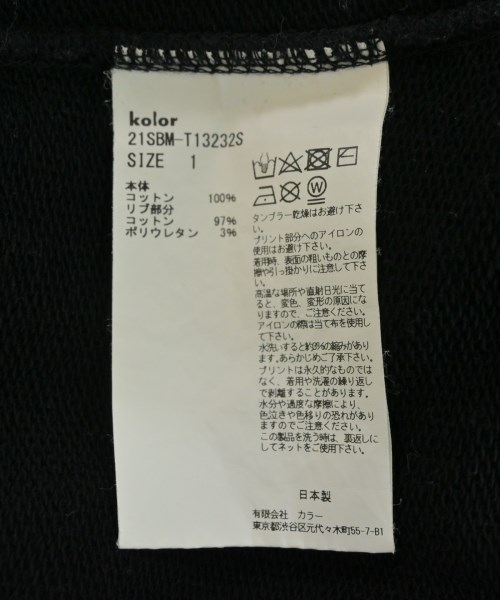 kolor
21SBM-T13232S
SIZE 1
本体
コットン 100%
リブ部分
コットン 97%
ポリウレタン 3%
タンブラー乾燥はお避け下さ
い。
プリント部分へのアイロンの
使用はお避け下さい。
着用時、表面の粗いものとの摩
擦や引っ掛かりに注意して下さ
い。
高温な場所や直射日光に当て
ると、変色、変形の原因にな
りますので、ご注意ください。
アイロンの際は当て布を使用し
て下さい。
水洗いすると約3%の縮みがあり
ます。あらかじめご了承下さい。
プリントは永久的なものでは
なく、着用や洗濯の繰り返し
で剥離することがあります。
水分や過度な摩擦により、
色泣きや色移りの恐れがあり
ますのでご注意ください。
この製品を洗う時は、裏返しに
してネットをご使用下さい。
日本製
有限会社 カラー
東京都渋谷区元代々木町55-7-B1